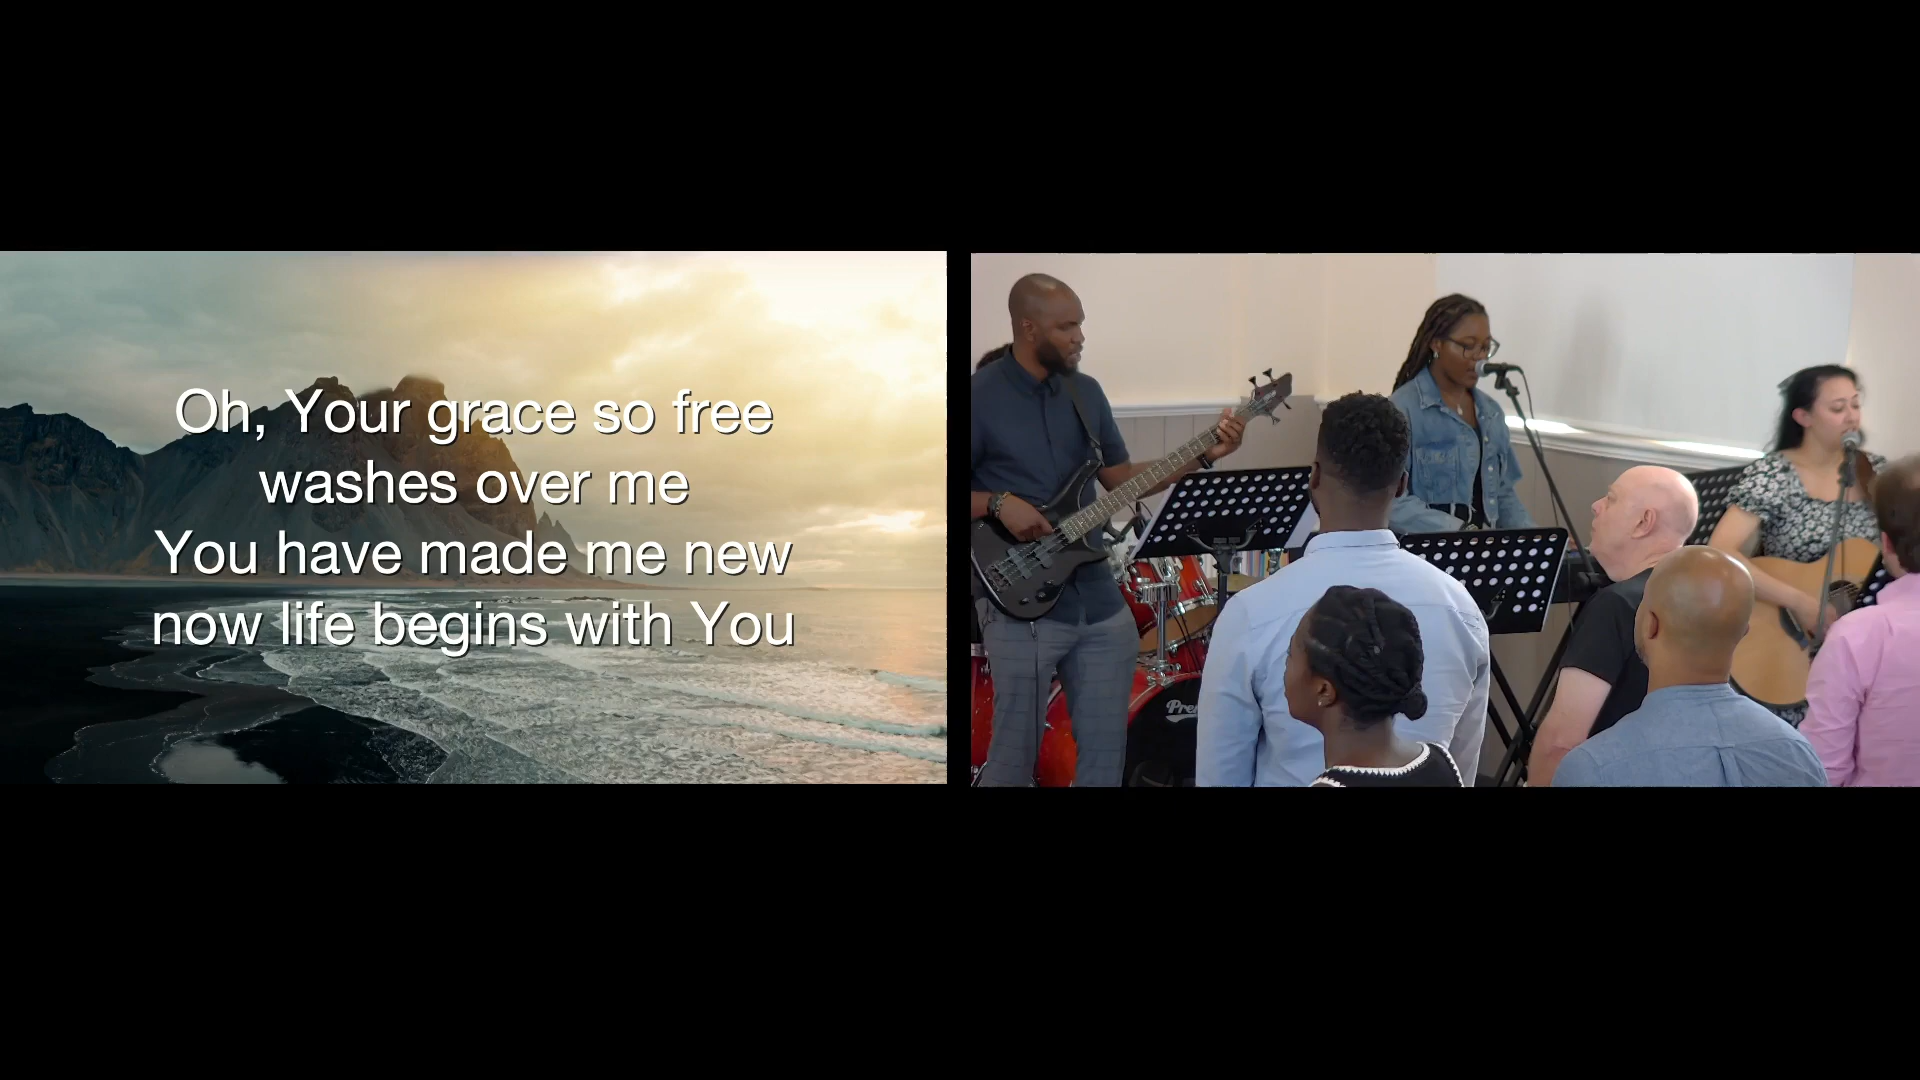 Oh, Your grace so free
washes over me
You have made me new
now life begins with You